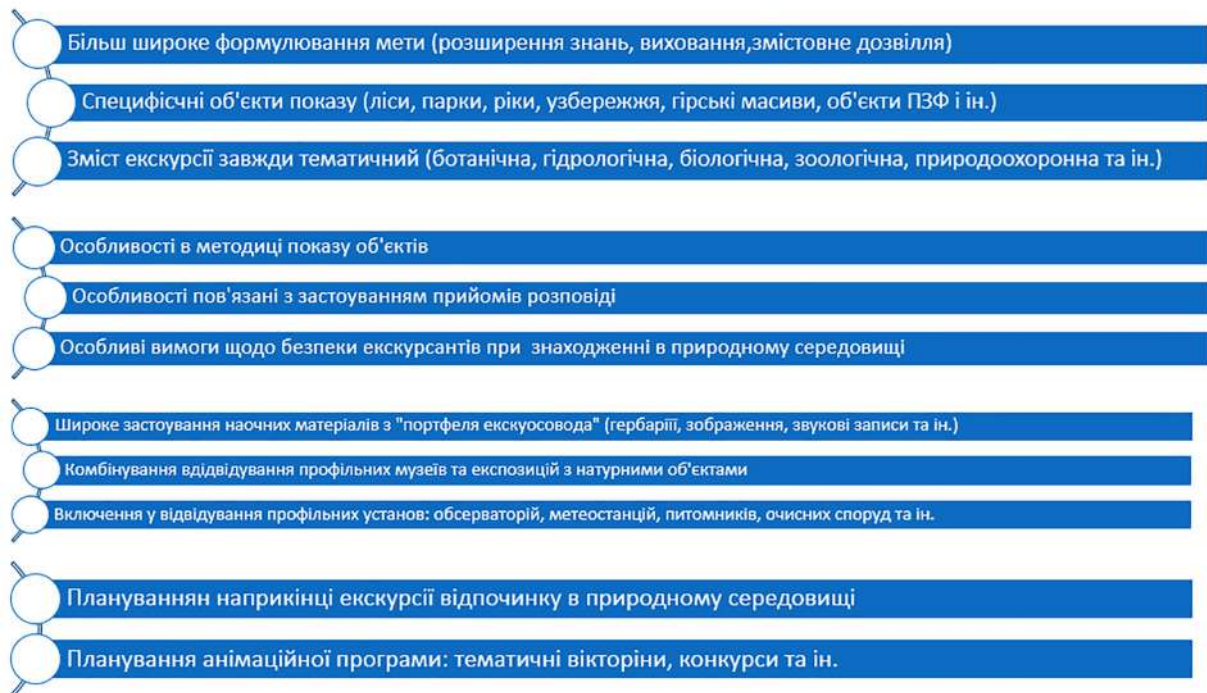 Більш широке формулювання мети (розширення знань, виховання,змістовне дозвілля)
Специфісчні об'єкти показу (ліси, парки, ріки, узбережжя, гірські масиви, об'єкти ПЗФ і ін.)
Зміст екскурсії завжди тематичний (ботанічна, гідрологічна, біологічна, зоологічна, природоохоронна та ін.)
Особливості в методиці показу об'єктів
Особливості пов'язані з застоуванням прийомів розповіді
Особливі вимоги щодо безпеки екскурсантів при знаходженні в природному середовищі
Широке застоування наочних матеріалів з "портфеля екскуосовода" (гербаріїі, зображення, звукові записи та ін.)
Комбінування вдідвідування профільних музеїв та експозицій з натурними об'єктами
Включення у відвідування профільних установ: обсерваторій, метеостанцій, питомників, очисних споруд та ін.
Плануваннян наприкінці екскурсії відпочинку в природному середовищі
Планування анімаційної програми: тематичні вікторіни, конкурси та ін.